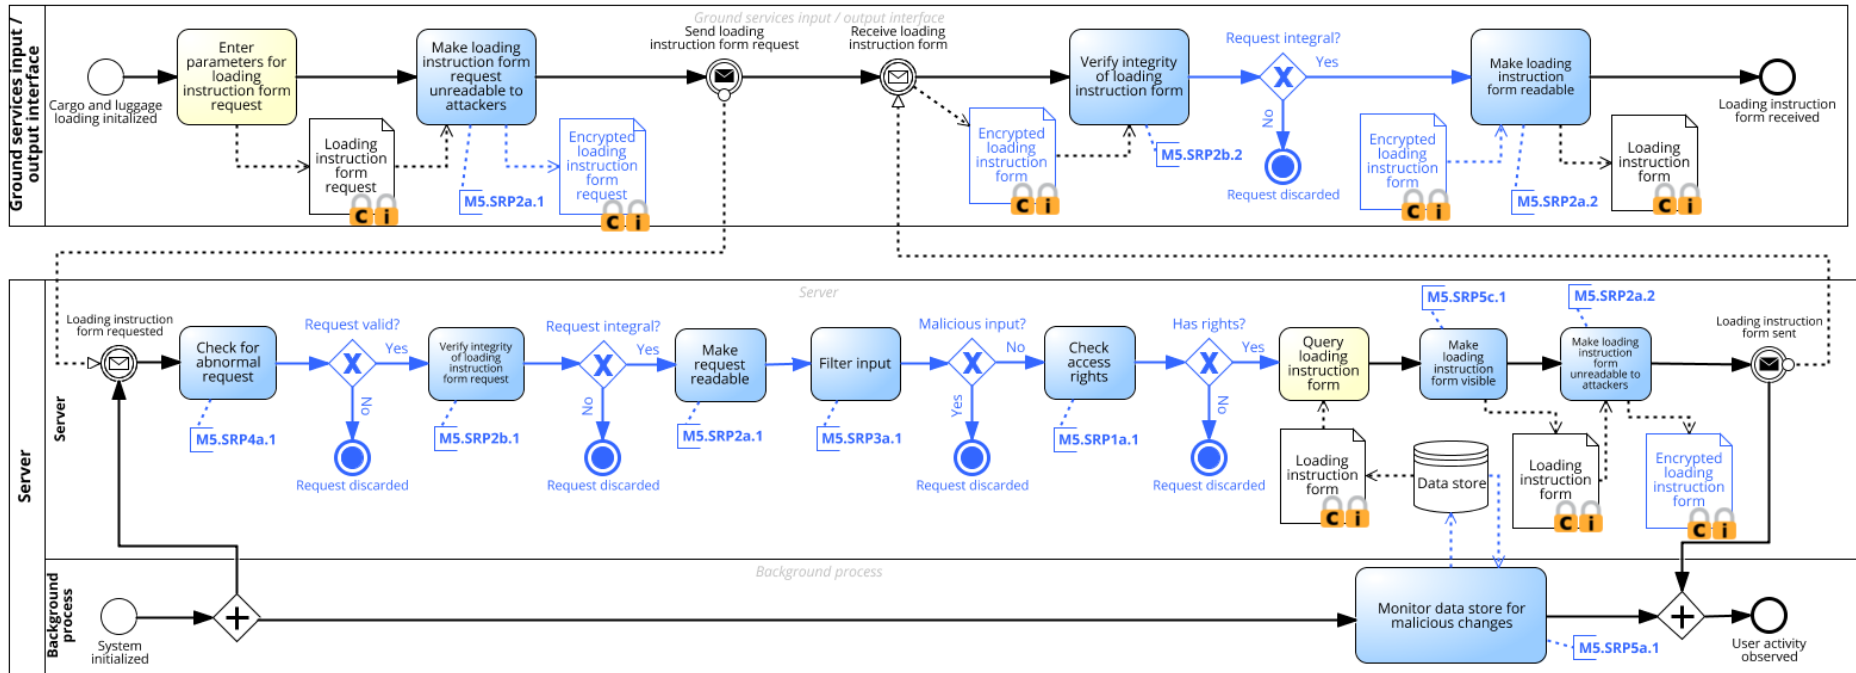 Ground services input /
output interface
Ground services input / output interface
Cargo and luggage
loading initalized
Enter
parameters for
loading
instruction form
request
Loading
instruction
form
request
C i
Make loading
instruction form
request
unreadable to
attackers
M5.SRP2a.1
Encrypted
loading
instruction
form
request
C i
Send loading
instruction form request
Receive loading
instruction form
Encrypted
loading
instruction
form
C i
Verify integrity
of loading
instruction form
M5.SRP2b.2
Request integral?
Yes
No
Request discarded
Encrypted
loading
instruction
form
C i
Make loading
instruction
form readable
M5.SRP2a.2
Loading
instruction
form
C i
Loading instruction
form received
Server
Server
Server
Loading instruction
form requested
Check for
abnormal
request
M5.SRP4a.1
Request valid?
Yes
No
Request discarded
Verify integrity
of loading
instruction
form request
M5.SRP2b.1
Request integral?
Yes
No
Request discarded
Make
request
readable
M5.SRP2a.1
Filter input
M5.SRP3a.1
Malicious input?
No
Yes
Request discarded
Check
access
rights
M5.SRP1a.1
Has rights?
Yes
No
Request discarded
Query
loading
instruction
form
Loading
instruction
form
C i
Data store
M5.SRP5c.1
Make
loading
instruction
form visible
Loading
instruction
form
C i
M5.SRP2a.2
Make loading
instruction
form
unreadable to
attackers
Encrypted
loading
instruction
form
C i
Loading instruction
form sent
Background
process
Background process
System
initialized
Monitor data store for
malicious changes
M5.SRP5a.1
User activity
observed